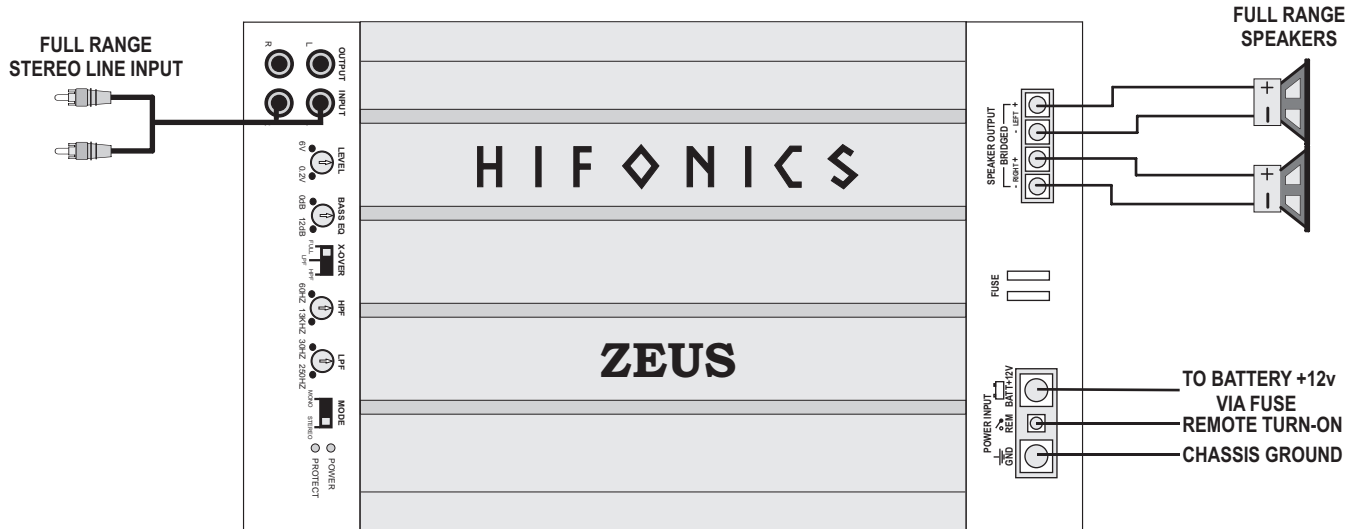 FULL RANGE
STEREO LINE INPUT
R
L
OUTPUT
R
L
INPUT
LEVEL
6V
0.2V
BASS EQ
0dB
12dB
X-OVER
FULL
LPF
HPF
HPF
60HZ
13KHZ
LPF
30HZ
250HZ
MODE
MONO
STEREO
POWER
PROTECT
HIFONICS
ZEUS
SPEAKER OUTPUT
BRIDGED
- LEFT +
- RIGHT +
FUSE
POWER INPUT
BATT+12V
REM
GND
FULL RANGE
SPEAKERS
+
-
+
-
TO BATTERY +12v
VIA FUSE
REMOTE TURN-ON
CHASSIS GROUND